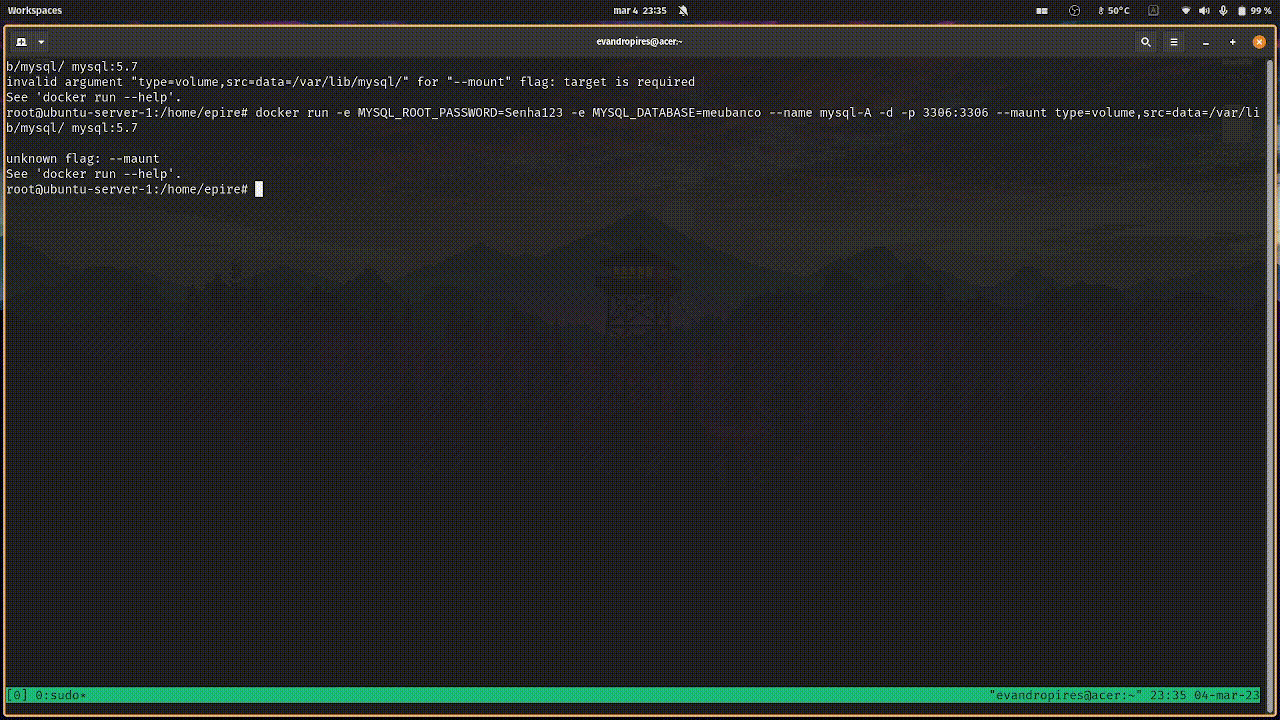 Workspaces
mar 4 23:35
50°C
A
99 %
evandropires@acer:~
b/mysql/ mysql:5.7
invalid argument "type=volume,src=data=/var/lib/mysql/" for "--mount" flag: target is required
See 'docker run --help'.
root@ubuntu-server-1:/home/epire# docker run -e MYSQL_ROOT_PASSWORD=Senha123 -e MYSQL_DATABASE=meubanco --name mysql-A -d -p 3306:3306 --maunt type=volume,src=data=/var/li
b/mysql/ mysql:5.7
unknown flag: --maunt
See 'docker run --help'.
root@ubuntu-server-1:/home/epire#
[0] 0:sudo*
"evandropires@acer:~" 23:35 04-mar-23